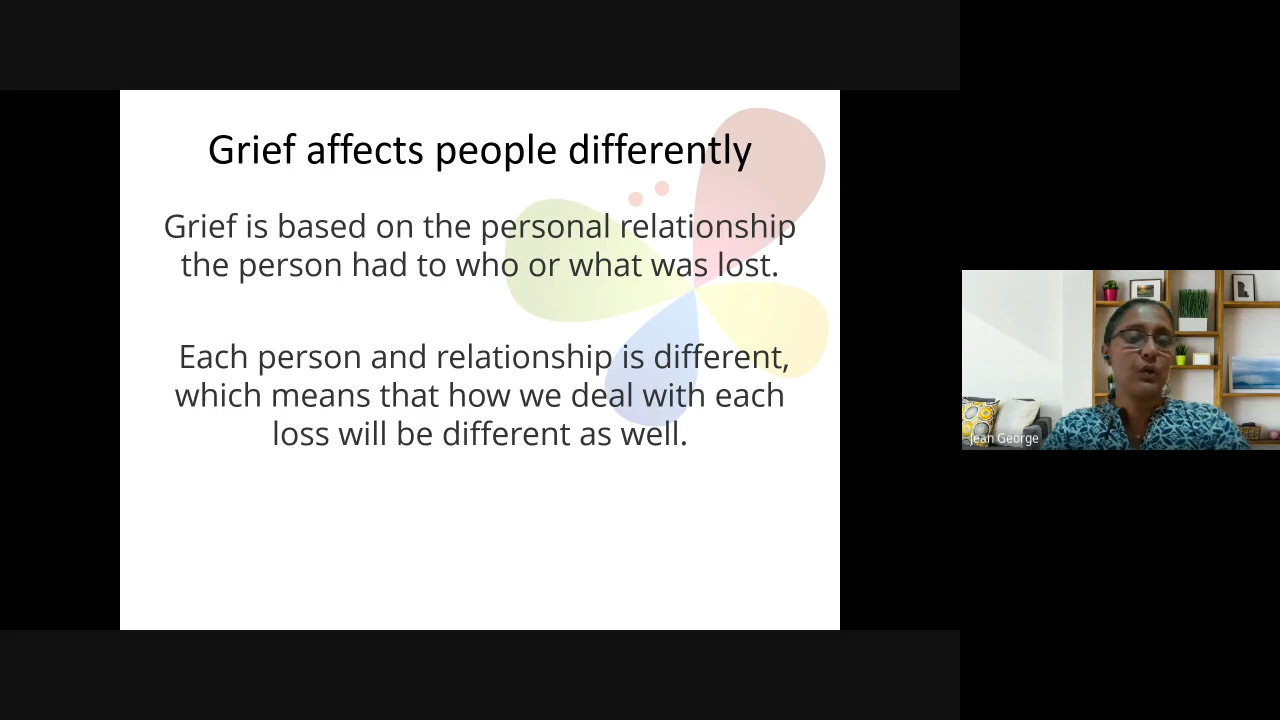 Grief affects people differently
Grief is based on the personal relationship
the person had to who or what was lost.
Each person and relationship is different,
which means that how we deal with each
loss will be different as well.
Jean George